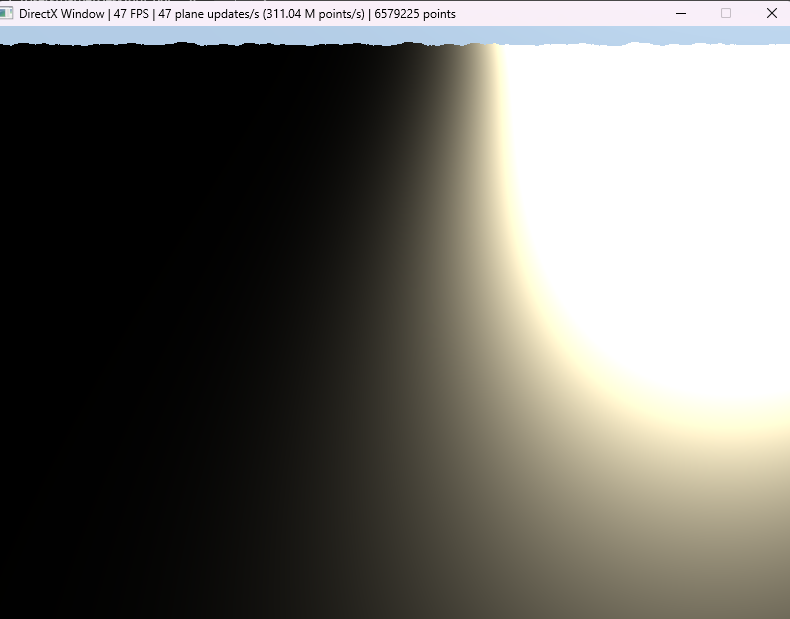 DirectX Window | 47 FPS | 47 plane updates/s (311.04 M points/s) | 6579225 points